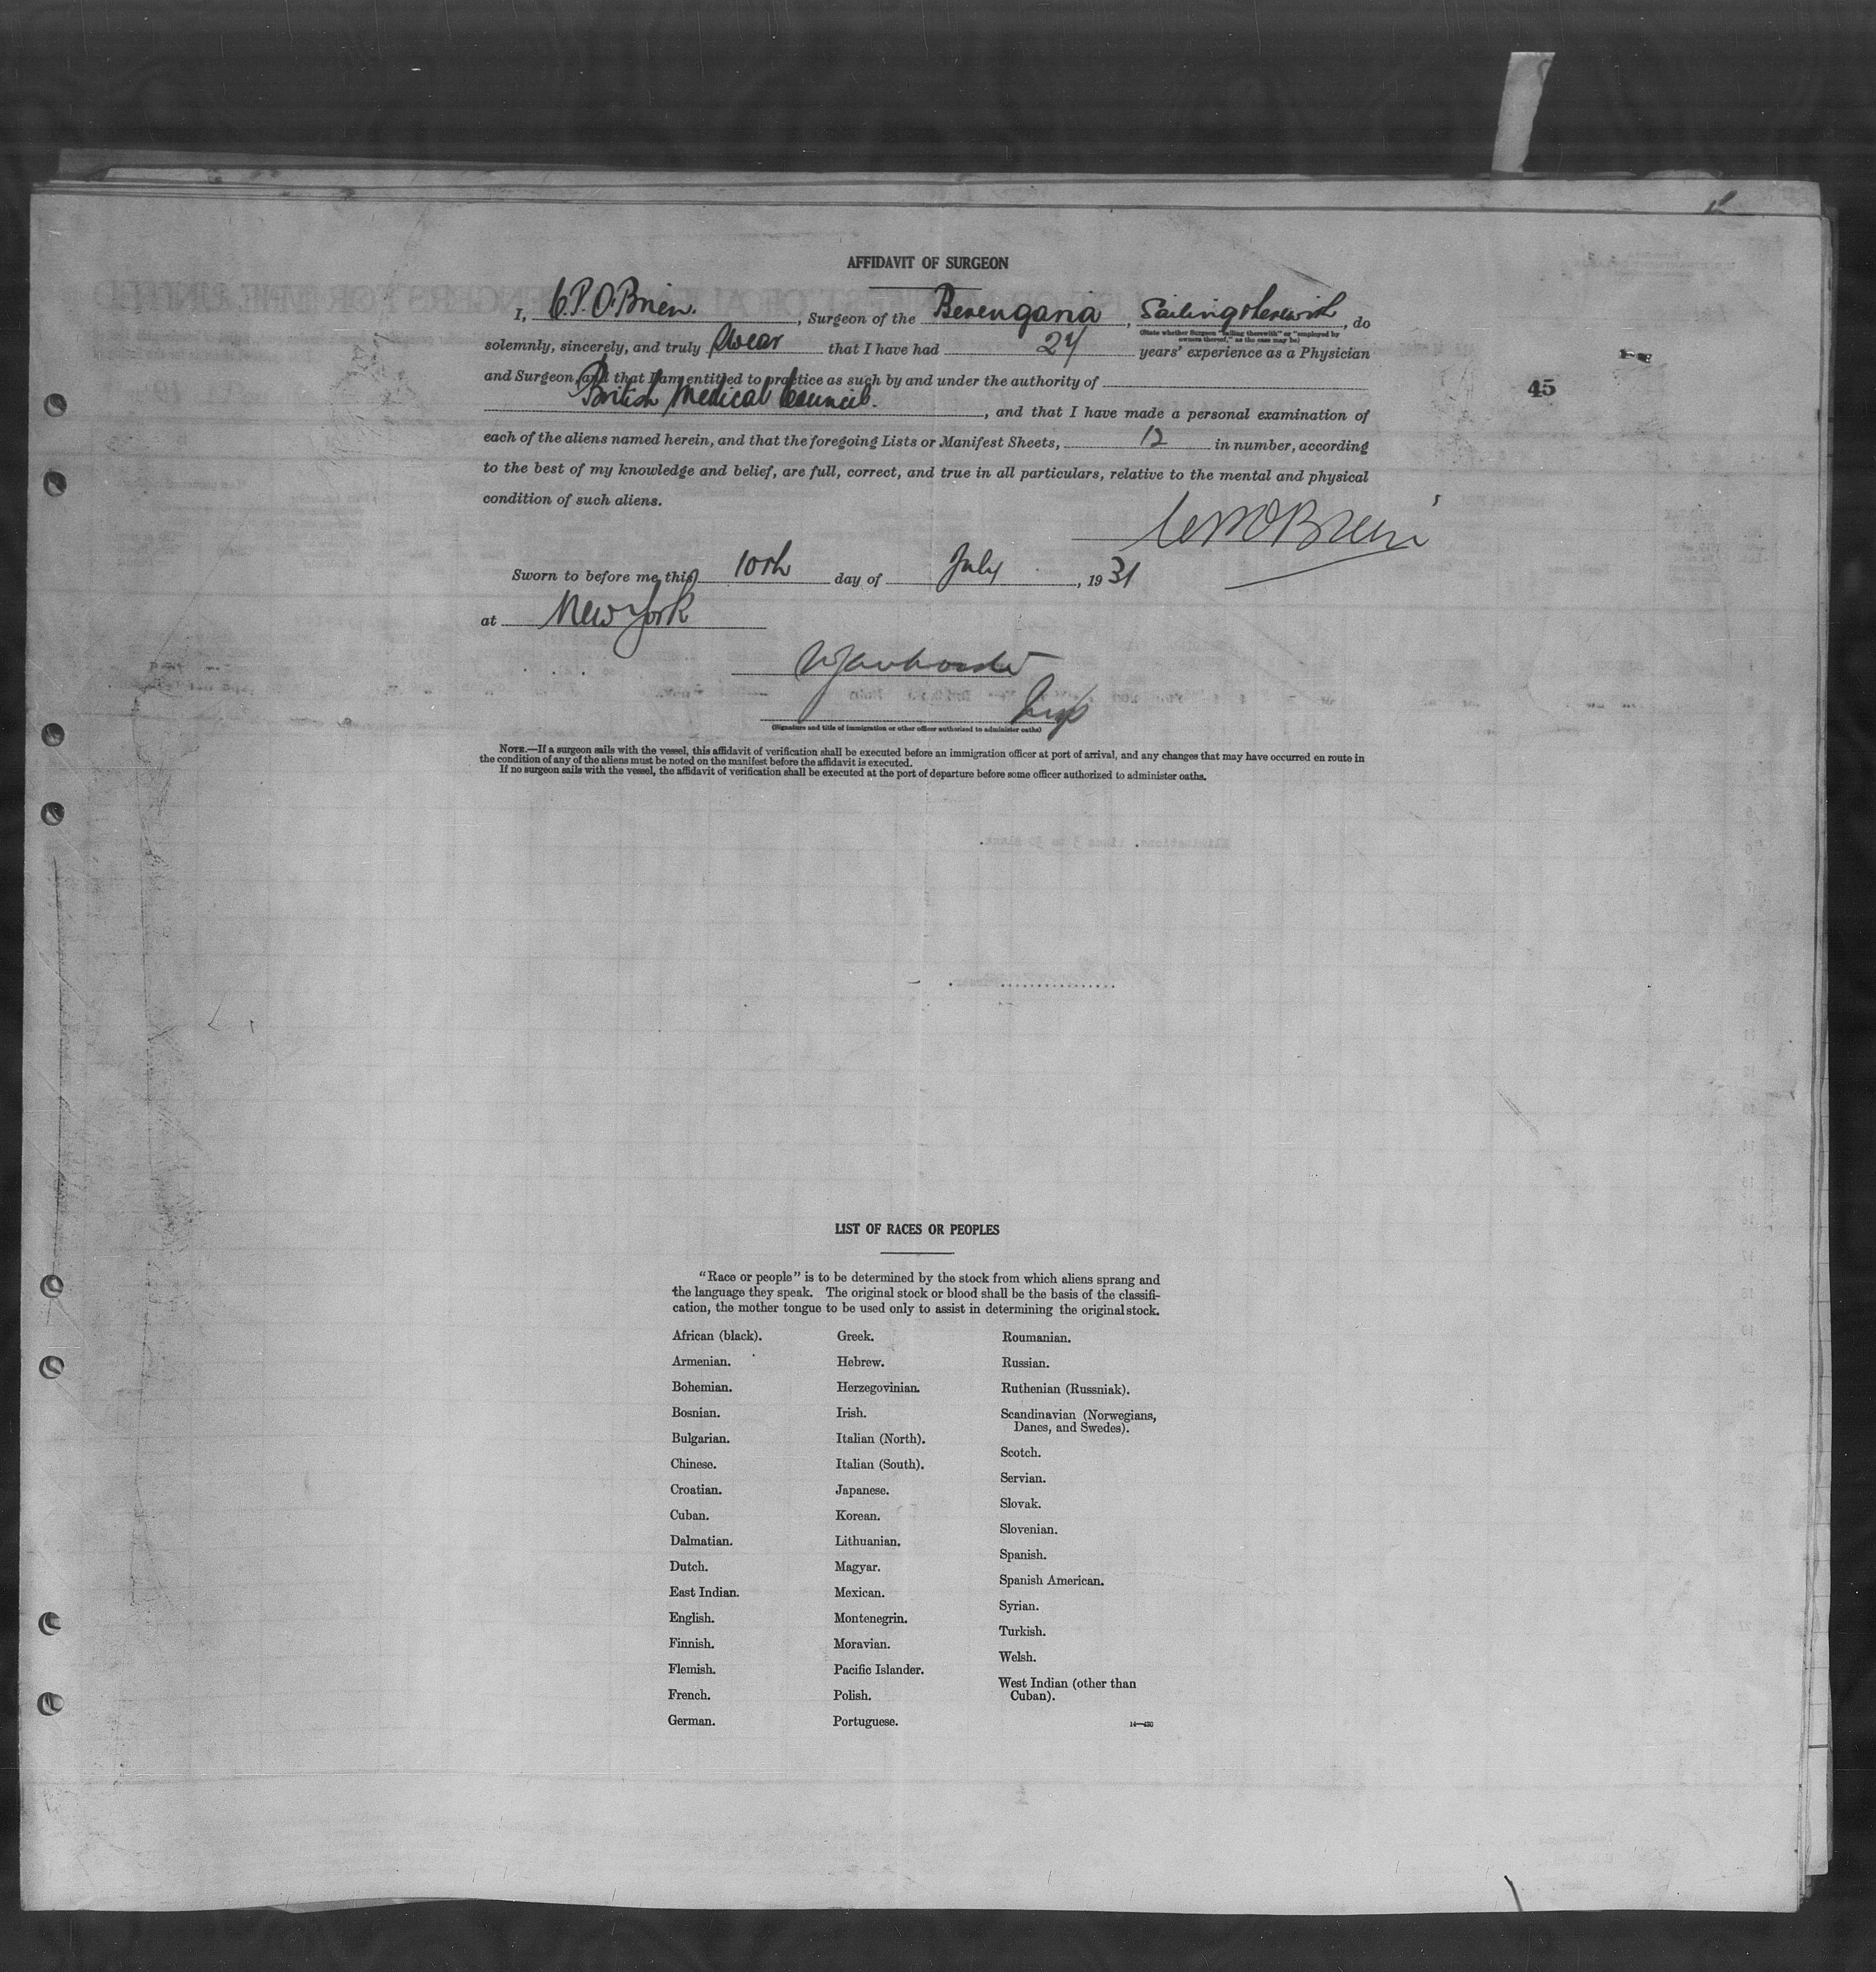 AFFIDAVIT OF SURGEON
I, C.P. O'Brien., Surgeon of the Berengaria, Sailing therewith, do
(State whether Surgeon "sailing therewith" or "employed by
owners thereof," as the case may be)
solemnly, sincerely, and truly swear that I have had 24 years' experience as a Physician
45
and Surgeon, and that I am entitled to practice as such by and under the authority of
British Medical Council., and that I have made a personal examination of
each of the aliens named herein, and that the foregoing Lists or Manifest Sheets, 12 in number, according
to the best of my knowledge and belief, are full, correct, and true in all particulars, relative to the mental and physical
condition of such aliens.
O'Brien
Sworn to before me this 10th day of July, 1931
at New York
Insp
(Signature and title of immigration or other officer authorized to administer oaths)
NOTE.—If a surgeon sails with the vessel, this affidavit of verification shall be executed before an immigration officer at port of arrival, and any changes that may have occurred en route in
the condition of any of the aliens must be noted on the manifest before the affidavit is executed.
If no surgeon sails with the vessel, the affidavit of verification shall be executed at the port of departure before some officer authorized to administer oaths.
LIST OF RACES OR PEOPLES
"Race or people" is to be determined by the stock from which aliens sprang and
the language they speak. The original stock or blood shall be the basis of the classifi-
cation, the mother tongue to be used only to assist in determining the original stock.
African (black).
Armenian.
Bohemian.
Bosnian.
Bulgarian.
Chinese.
Croatian.
Cuban.
Dalmatian.
Dutch.
East Indian.
English.
Finnish.
Flemish.
French.
German.
Greek.
Hebrew.
Herzegovinian.
Irish.
Italian (North).
Italian (South).
Japanese.
Korean.
Lithuanian.
Magyar.
Mexican.
Montenegrin.
Moravian.
Pacific Islander.
Polish.
Portuguese.
Roumanian.
Russian.
Ruthenian (Russniak).
Scandinavian (Norwegians,
Danes, and Swedes).
Scotch.
Servian.
Slovak.
Slovenian.
Spanish.
Spanish American.
Syrian.
Turkish.
Welsh.
West Indian (other than
Cuban).
14—430